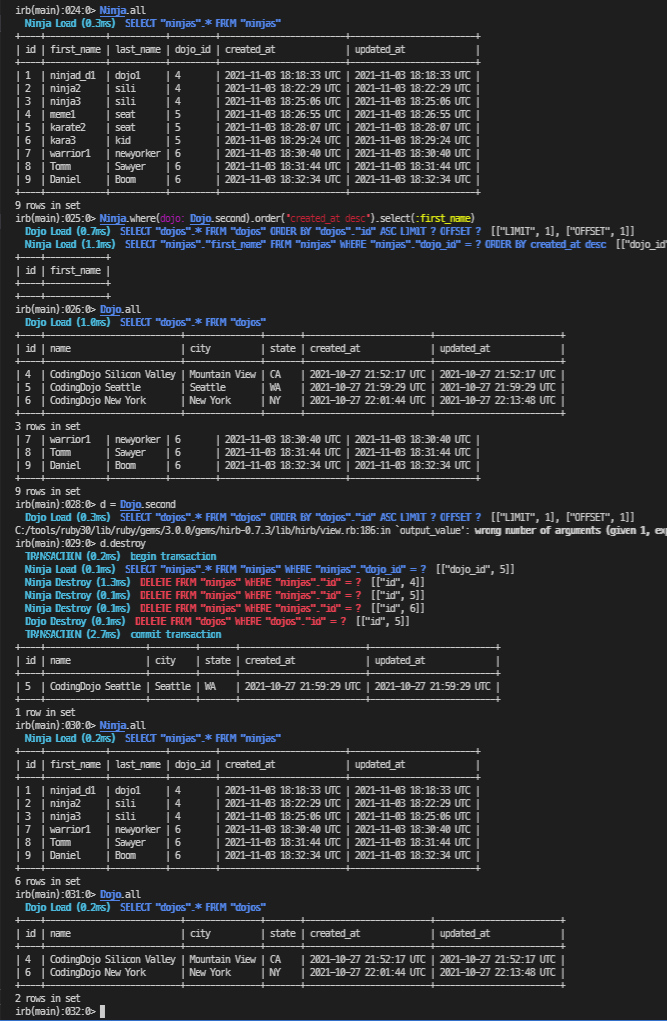 irb(main):024:0> Ninja.all
Ninja Load (0.3ms) SELECT "ninjas".* FROM "ninjas"
| id | first_name | last_name | dojo_id | created_at | updated_at |
| 1 | ninjad_d1 | dojo1 | 4 | 2021-11-03 18:18:33 UTC | 2021-11-03 18:18:33 UTC |
| 2 | ninja2 | sili | 4 | 2021-11-03 18:22:29 UTC | 2021-11-03 18:22:29 UTC |
| 3 | ninja3 | sili | 4 | 2021-11-03 18:25:06 UTC | 2021-11-03 18:25:06 UTC |
| 4 | meme1 | seat | 5 | 2021-11-03 18:26:55 UTC | 2021-11-03 18:26:55 UTC |
| 5 | karate2 | seat | 5 | 2021-11-03 18:28:07 UTC | 2021-11-03 18:28:07 UTC |
| 6 | kara3 | kid | 5 | 2021-11-03 18:29:24 UTC | 2021-11-03 18:29:24 UTC |
| 7 | warrior1 | newyorker | 6 | 2021-11-03 18:30:40 UTC | 2021-11-03 18:30:40 UTC |
| 8 | Tomm | Sawyer | 6 | 2021-11-03 18:31:44 UTC | 2021-11-03 18:31:44 UTC |
| 9 | Daniel | Boom | 6 | 2021-11-03 18:32:34 UTC | 2021-11-03 18:32:34 UTC |
9 rows in set
irb(main):025:0> Ninja.where(dojo: Dojo.second).order('created_at desc').select(:first_name)
Dojo Load (0.7ms) SELECT "dojos".* FROM "dojos" ORDER BY "dojos"."id" ASC LIMIT ? OFFSET ? [["LIMIT", 1], ["OFFSET", 1]]
Ninja Load (1.1ms) SELECT "ninjas"."first_name" FROM "ninjas" WHERE "ninjas"."dojo_id" = ? ORDER BY created_at desc [["dojo_id"
| id | first_name |
irb(main):026:0> Dojo.all
Dojo Load (1.0ms) SELECT "dojos".* FROM "dojos"
| id | name | city | state | created_at | updated_at |
| 4 | CodingDojo Silicon Valley | Mountain View | CA | 2021-10-27 21:52:17 UTC | 2021-10-27 21:52:17 UTC |
| 5 | CodingDojo Seattle | Seattle | WA | 2021-10-27 21:59:29 UTC | 2021-10-27 21:59:29 UTC |
| 6 | CodingDojo New York | New York | NY | 2021-10-27 22:01:44 UTC | 2021-10-27 22:13:48 UTC |
3 rows in set
| 7 | warrior1 | newyorker | 6 | 2021-11-03 18:30:40 UTC | 2021-11-03 18:30:40 UTC |
| 8 | Tomm | Sawyer | 6 | 2021-11-03 18:31:44 UTC | 2021-11-03 18:31:44 UTC |
| 9 | Daniel | Boom | 6 | 2021-11-03 18:32:34 UTC | 2021-11-03 18:32:34 UTC |
9 rows in set
irb(main):028:0> d = Dojo.second
Dojo Load (0.3ms) SELECT "dojos".* FROM "dojos" ORDER BY "dojos"."id" ASC LIMIT ? OFFSET ? [["LIMIT", 1], ["OFFSET", 1]]
C:/tools/ruby30/lib/ruby/gems/3.0.0/gems/hirb-0.7.3/lib/hirb/view.rb:186:in `output_value': wrong number of arguments (given 1, exp
irb(main):029:0> d.destroy
TRANSACTION (0.2ms) begin transaction
Ninja Load (0.1ms) SELECT "ninjas".* FROM "ninjas" WHERE "ninjas"."dojo_id" = ? [["dojo_id", 5]]
Ninja Destroy (1.3ms) DELETE FROM "ninjas" WHERE "ninjas"."id" = ? [["id", 4]]
Ninja Destroy (0.1ms) DELETE FROM "ninjas" WHERE "ninjas"."id" = ? [["id", 5]]
Ninja Destroy (0.1ms) DELETE FROM "ninjas" WHERE "ninjas"."id" = ? [["id", 6]]
Dojo Destroy (0.1ms) DELETE FROM "dojos" WHERE "dojos"."id" = ? [["id", 5]]
TRANSACTION (2.7ms) commit transaction
| id | name | city | state | created_at | updated_at |
| 5 | CodingDojo Seattle | Seattle | WA | 2021-10-27 21:59:29 UTC | 2021-10-27 21:59:29 UTC |
1 row in set
irb(main):030:0> Ninja.all
Ninja Load (0.2ms) SELECT "ninjas".* FROM "ninjas"
| id | first_name | last_name | dojo_id | created_at | updated_at |
| 1 | ninjad_d1 | dojo1 | 4 | 2021-11-03 18:18:33 UTC | 2021-11-03 18:18:33 UTC |
| 2 | ninja2 | sili | 4 | 2021-11-03 18:22:29 UTC | 2021-11-03 18:22:29 UTC |
| 3 | ninja3 | sili | 4 | 2021-11-03 18:25:06 UTC | 2021-11-03 18:25:06 UTC |
| 7 | warrior1 | newyorker | 6 | 2021-11-03 18:30:40 UTC | 2021-11-03 18:30:40 UTC |
| 8 | Tomm | Sawyer | 6 | 2021-11-03 18:31:44 UTC | 2021-11-03 18:31:44 UTC |
| 9 | Daniel | Boom | 6 | 2021-11-03 18:32:34 UTC | 2021-11-03 18:32:34 UTC |
6 rows in set
irb(main):031:0> Dojo.all
Dojo Load (0.2ms) SELECT "dojos".* FROM "dojos"
| id | name | city | state | created_at | updated_at |
| 4 | CodingDojo Silicon Valley | Mountain View | CA | 2021-10-27 21:52:17 UTC | 2021-10-27 21:52:17 UTC |
| 6 | CodingDojo New York | New York | NY | 2021-10-27 22:01:44 UTC | 2021-10-27 22:13:48 UTC |
2 rows in set
irb(main):032:0>